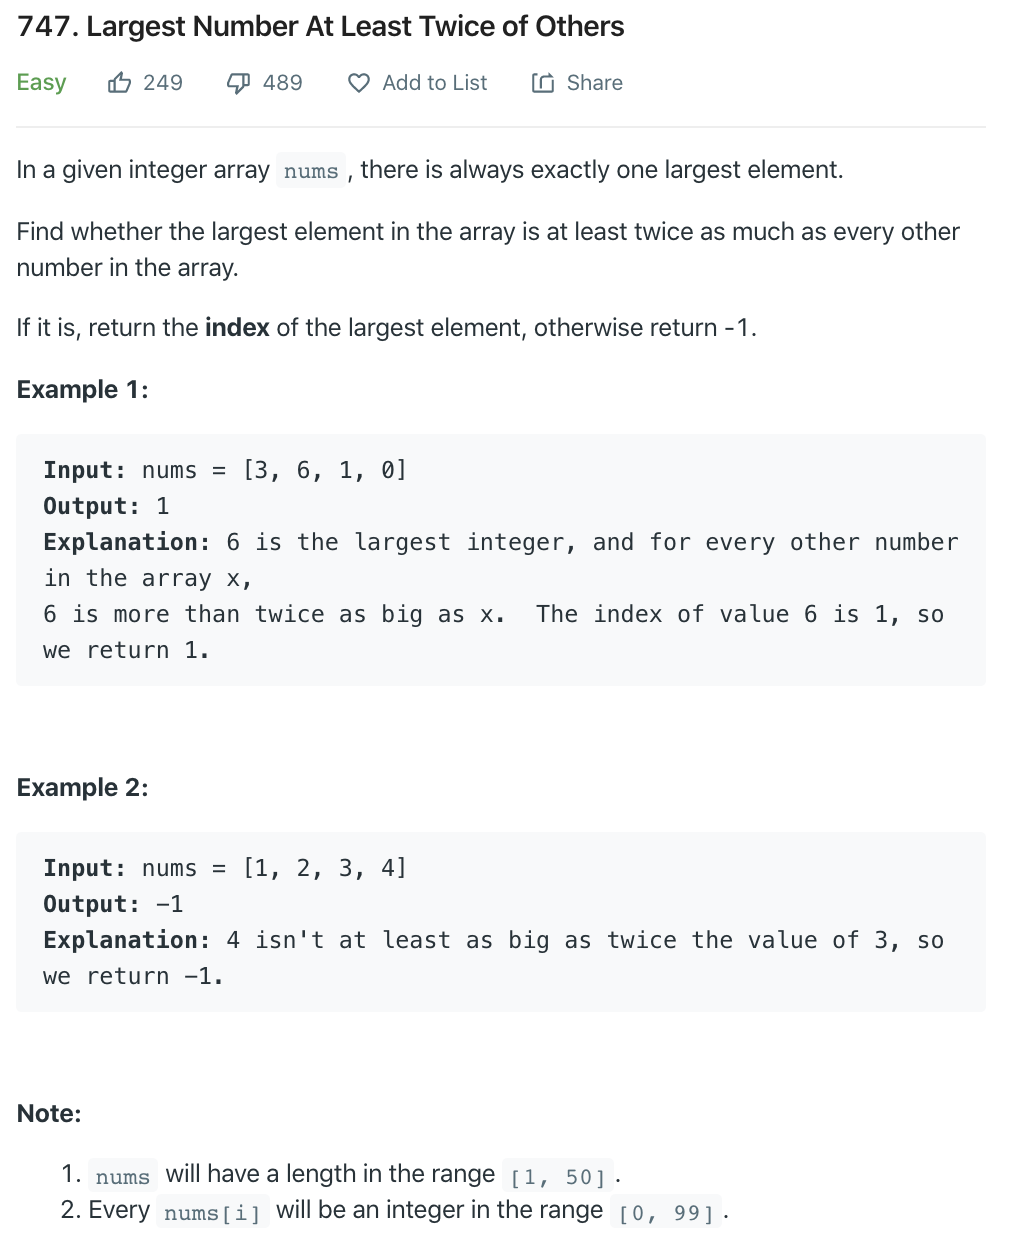 747. Largest Number At Least Twice of Others
Easy 249 489 Add to List Share
In a given integer array nums , there is always exactly one largest element.
Find whether the largest element in the array is at least twice as much as every other
number in the array.
If it is, return the index of the largest element, otherwise return -1.
Example 1:
Input: nums = [3, 6, 1, 0]
Output: 1
Explanation: 6 is the largest integer, and for every other number
in the array x,
6 is more than twice as big as x.  The index of value 6 is 1, so
we return 1.
Example 2:
Input: nums = [1, 2, 3, 4]
Output: -1
Explanation: 4 isn't at least as big as twice the value of 3, so
we return -1.
Note:
1. nums will have a length in the range [1, 50] .
2. Every nums[i] will be an integer in the range [0, 99] .